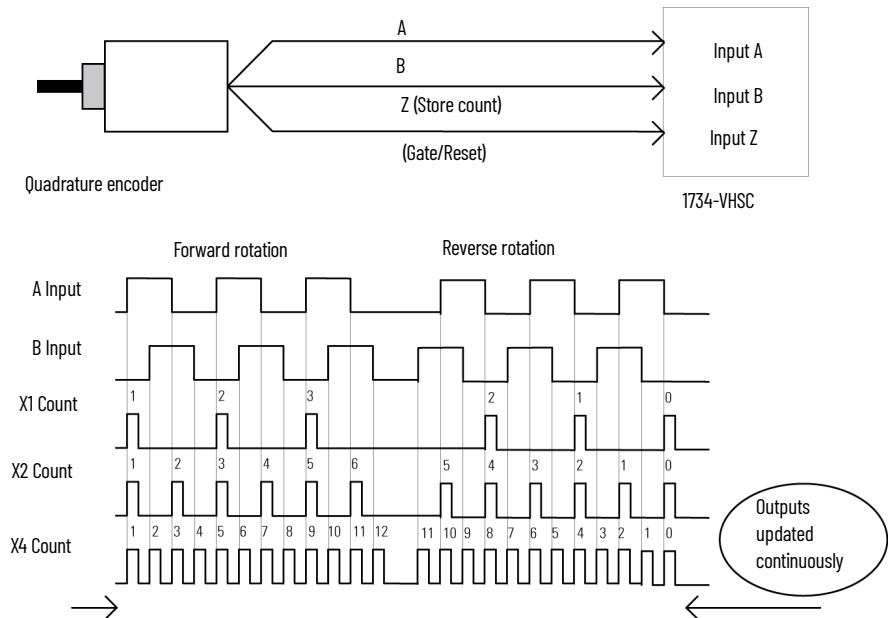 A
Input A
B
Input B
Z (Store count)
Input Z
(Gate/Reset)
Quadrature encoder
1734-VHSC
Forward rotation
Reverse rotation
A Input
B Input
X1 Count
1 2 3 2 1 0
X2 Count
1 2 3 4 5 6 5 4 3 2 1 0
X4 Count
1 2 3 4 5 6 7 8 9 10 11 12 11 10 9 8 7 6 5 4 3 2 1 0
Outputs
updated
continuously